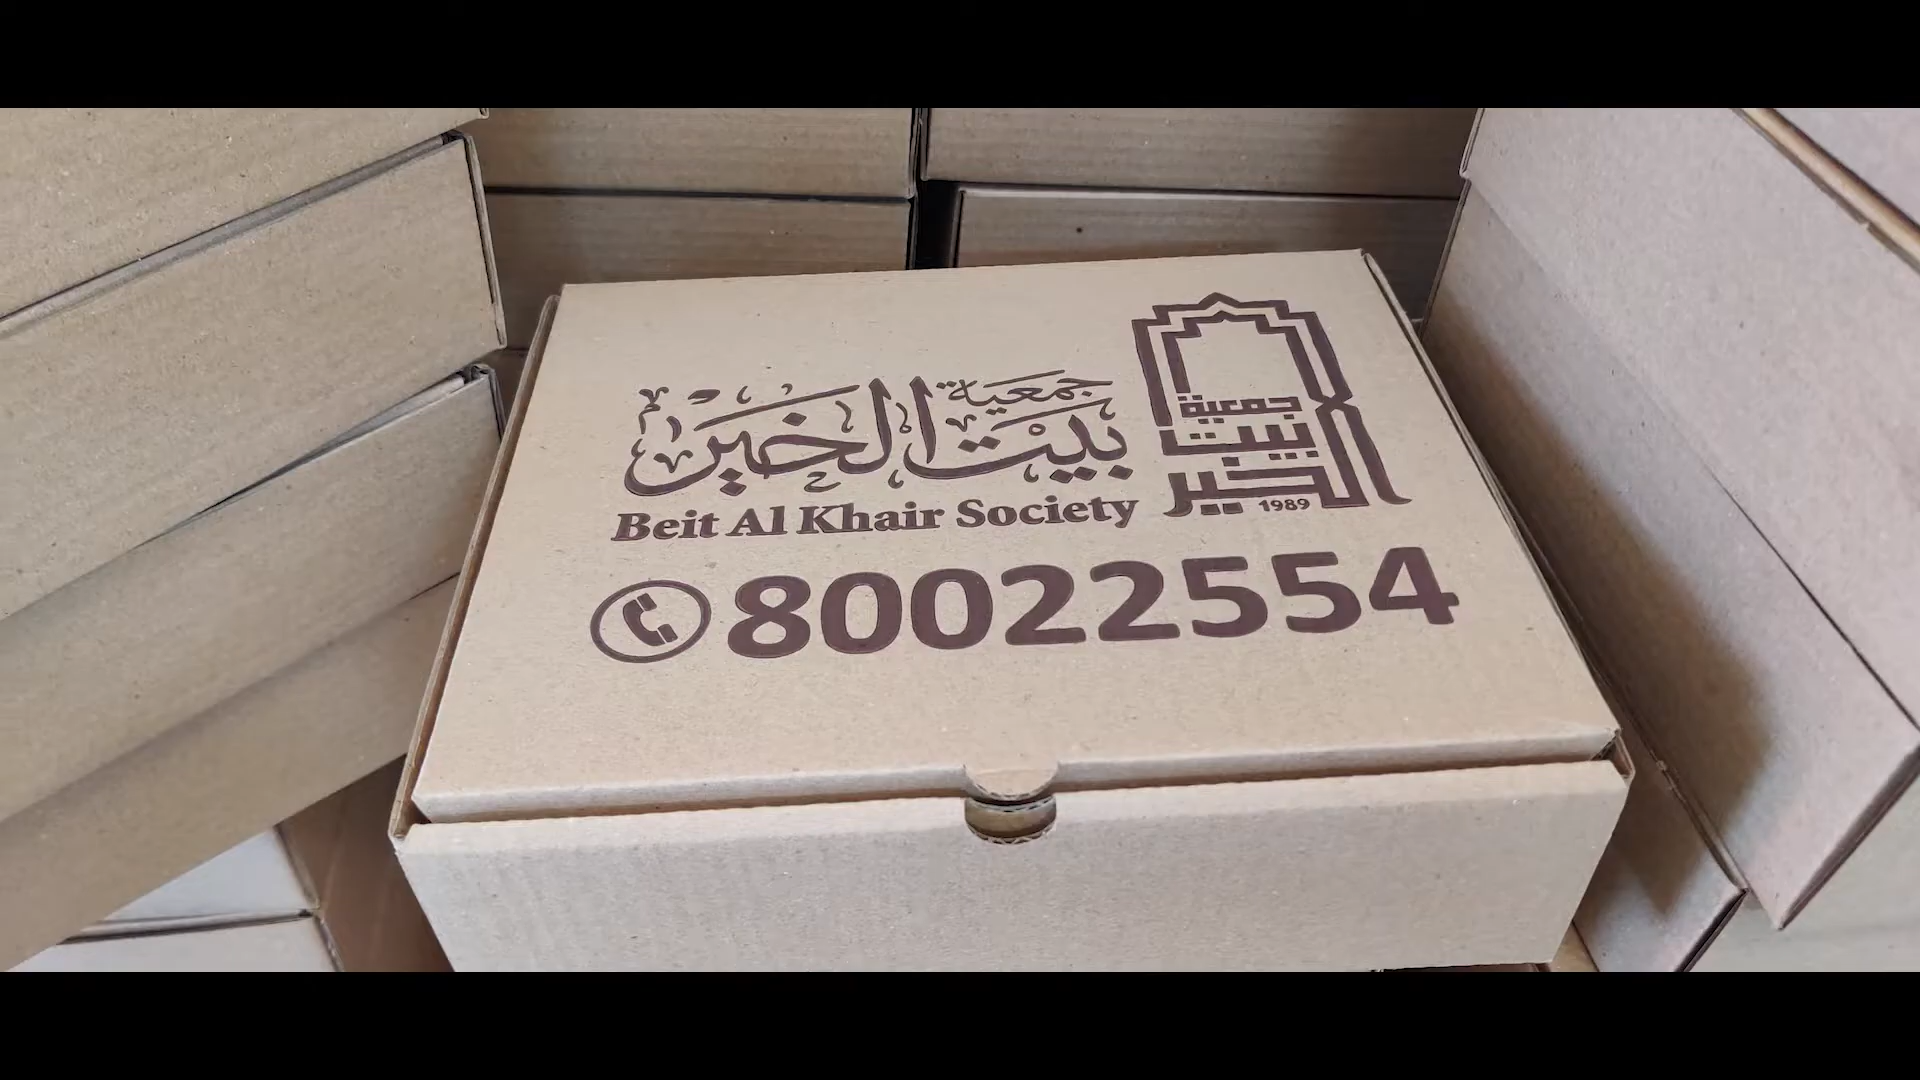 جمعية
بيت الخير
Beit Al Khair Society
جمعية
بيت
الخير
1989
80022554